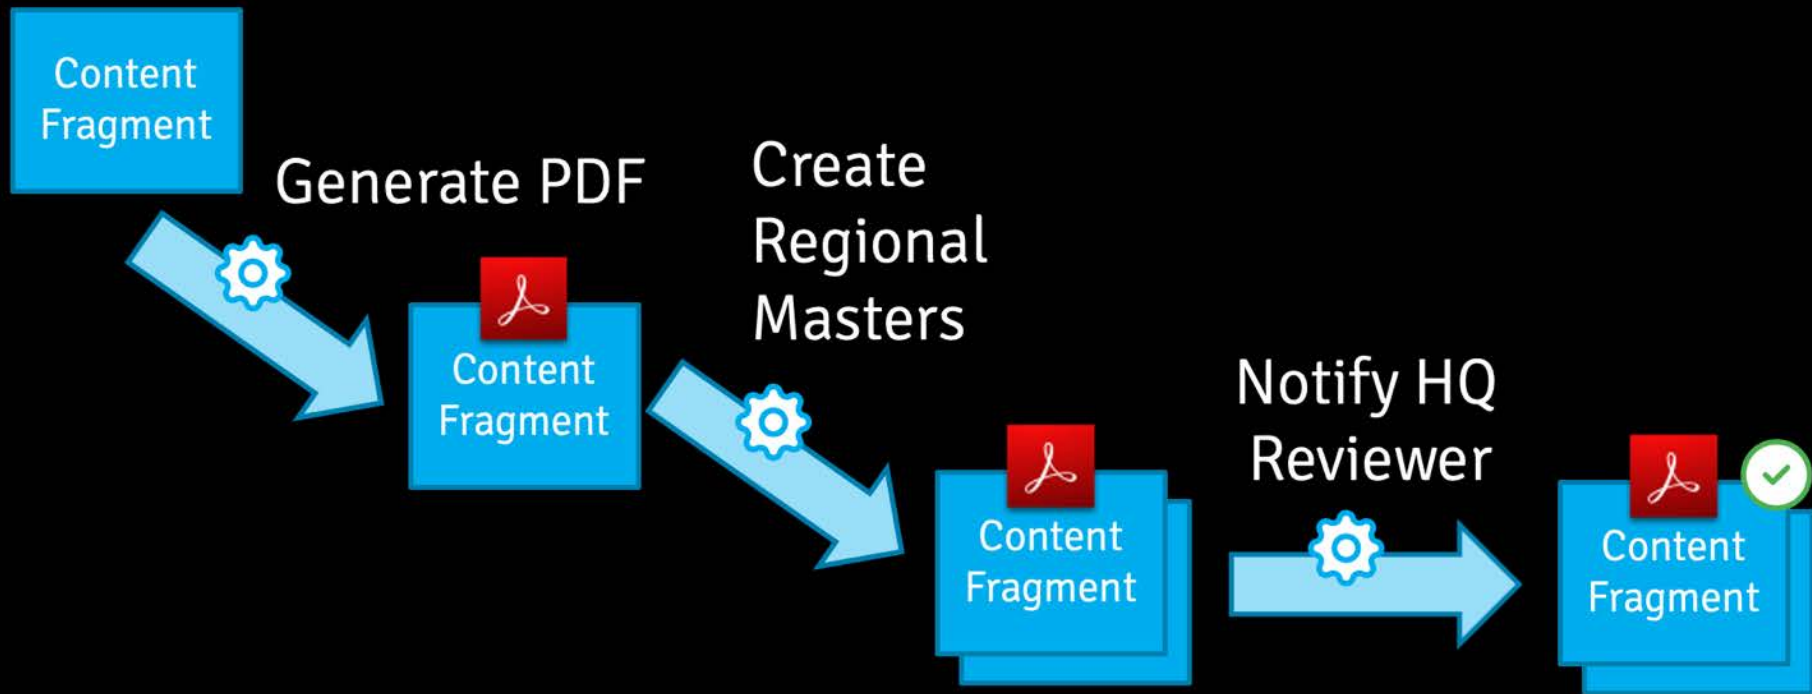 Content
Fragment
Generate PDF
Create
Regional
Masters
Content
Fragment
Notify HQ
Reviewer
Content
Fragment
Content
Fragment